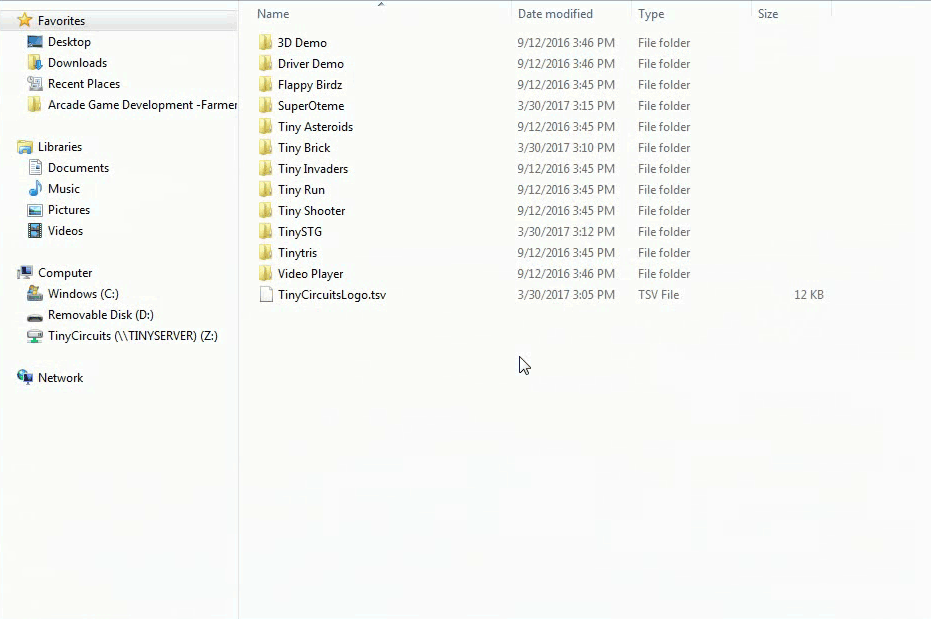 Favorites
Desktop
Downloads
Recent Places
Arcade Game Development -Farmer
Libraries
Documents
Music
Pictures
Videos
Computer
Windows (C:)
Removable Disk (D:)
TinyCircuits (\\TINYSERVER) (Z:)
Network
Name Date modified Type Size
3D Demo 9/12/2016 3:46 PM File folder
Driver Demo 9/12/2016 3:46 PM File folder
Flappy Birdz 9/12/2016 3:45 PM File folder
SuperOteme 3/30/2017 3:15 PM File folder
Tiny Asteroids 9/12/2016 3:45 PM File folder
Tiny Brick 3/30/2017 3:10 PM File folder
Tiny Invaders 9/12/2016 3:45 PM File folder
Tiny Run 9/12/2016 3:45 PM File folder
Tiny Shooter 9/12/2016 3:45 PM File folder
TinySTG 3/30/2017 3:12 PM File folder
Tinytris 9/12/2016 3:45 PM File folder
Video Player 9/12/2016 3:46 PM File folder
TinyCircuitsLogo.tsv 3/30/2017 3:05 PM TSV File 12 KB